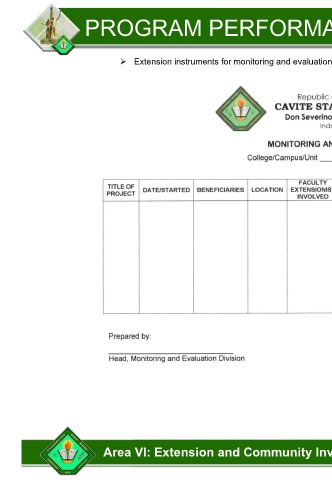 PROGRAM PERFORMA
➢ Extension instruments for monitoring and evaluation
Republic
CAVITE STA
Don Severino
Inda
MONITORING AN
College/Campus/Unit ___
TITLE OF PROJECT
DATE/STARTED
BENEFICIARIES
LOCATION
FACULTY EXTENSIONIS INVOLVED
Prepared by:
Head, Monitoring and Evaluation Division
Area VI: Extension and Community Inv